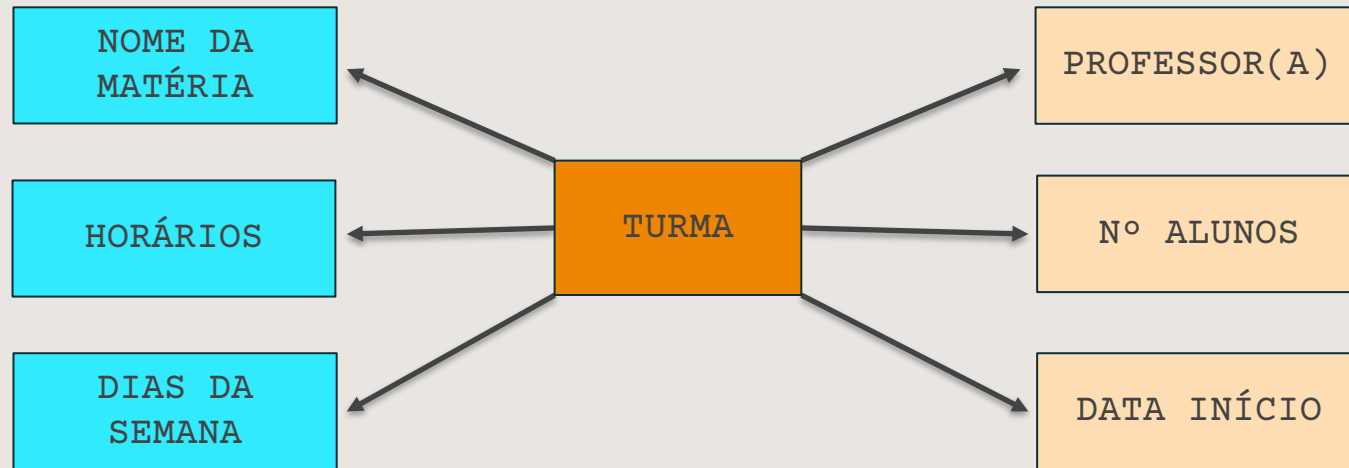 NOME DA
MATÉRIA
HORÁRIOS
DIAS DA
SEMANA
TURMA
PROFESSOR(A)
Nº ALUNOS
DATA INÍCIO